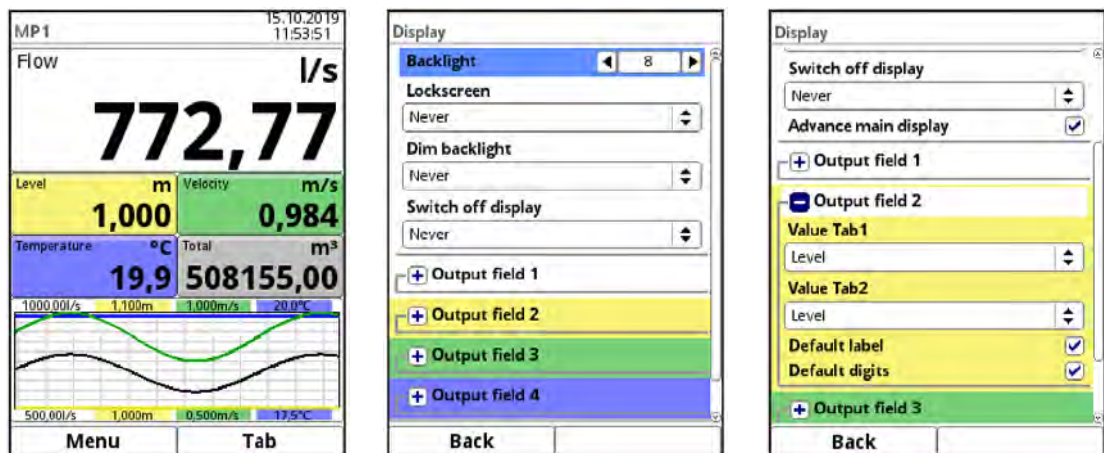 MP1 15.10.2019
11:53:51
Flow l/s
772,77
Level m Velocity m/s
1,000 0,984
Temperature °C Total m³
19,9 508155,00
1000,00l/s 1,100m 1,000m/s 20,0°C
500,00l/s 1,000m 0,500m/s 17,5°C
Menu Tab
Display
Backlight 8
Lockscreen
Never
Dim backlight
Never
Switch off display
Never
Output field 1
Output field 2
Output field 3
Output field 4
Back
Display
Switch off display
Never
Advance main display
Output field 1
Output field 2
Value Tab1
Level
Value Tab2
Level
Default label
Default digits
Output field 3
Back